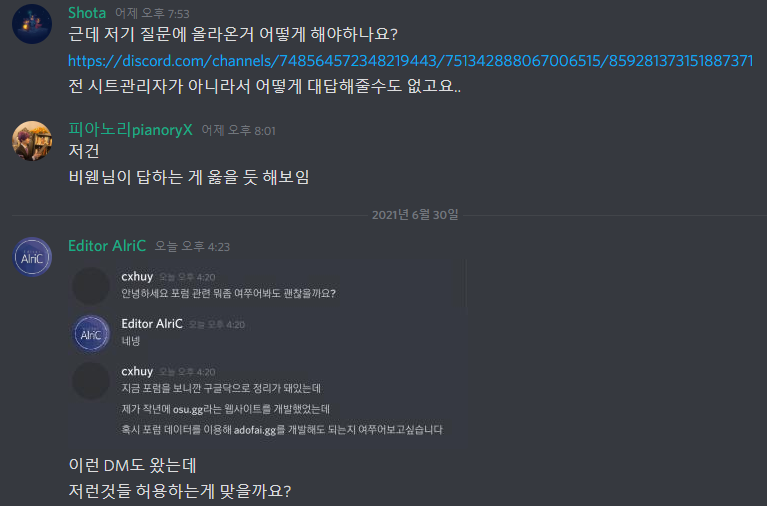 Shota 어제 오후 7:53
근데 저기 질문에 올라온거 어떻게 해야하나요?
https://discord.com/channels/748564572348219443/751342888067006515/859281373151887371
전 시트관리자가 아니라서 어떻게 대답해줄수도 없고요..
피아노리pianoryX 어제 오후 8:01
저건
비웬님이 답하는 게 옳을 듯 해보임
2021년 6월 30일
Editor AlriC 오늘 오후 4:23
cxhuy 오늘 오후 4:20
안녕하세요 포럼 관련 뭐좀 여쭈어봐도 괜찮을까요?
Editor AlriC 오늘 오후 4:20
네넹
cxhuy 오늘 오후 4:20
지금 포럼을 보니깐 구글닥으로 정리가 돼있는데
제가 작년에 osu.gg라는 웹사이트를 개발했었는데
혹시 포럼 데이터를 이용해 adofai.gg를 개발해도 되는지 여쭈어보고싶습니다
이런 DM도 왔는데
저런것들 허용하는게 맞을까요?
AlriC
AlriC